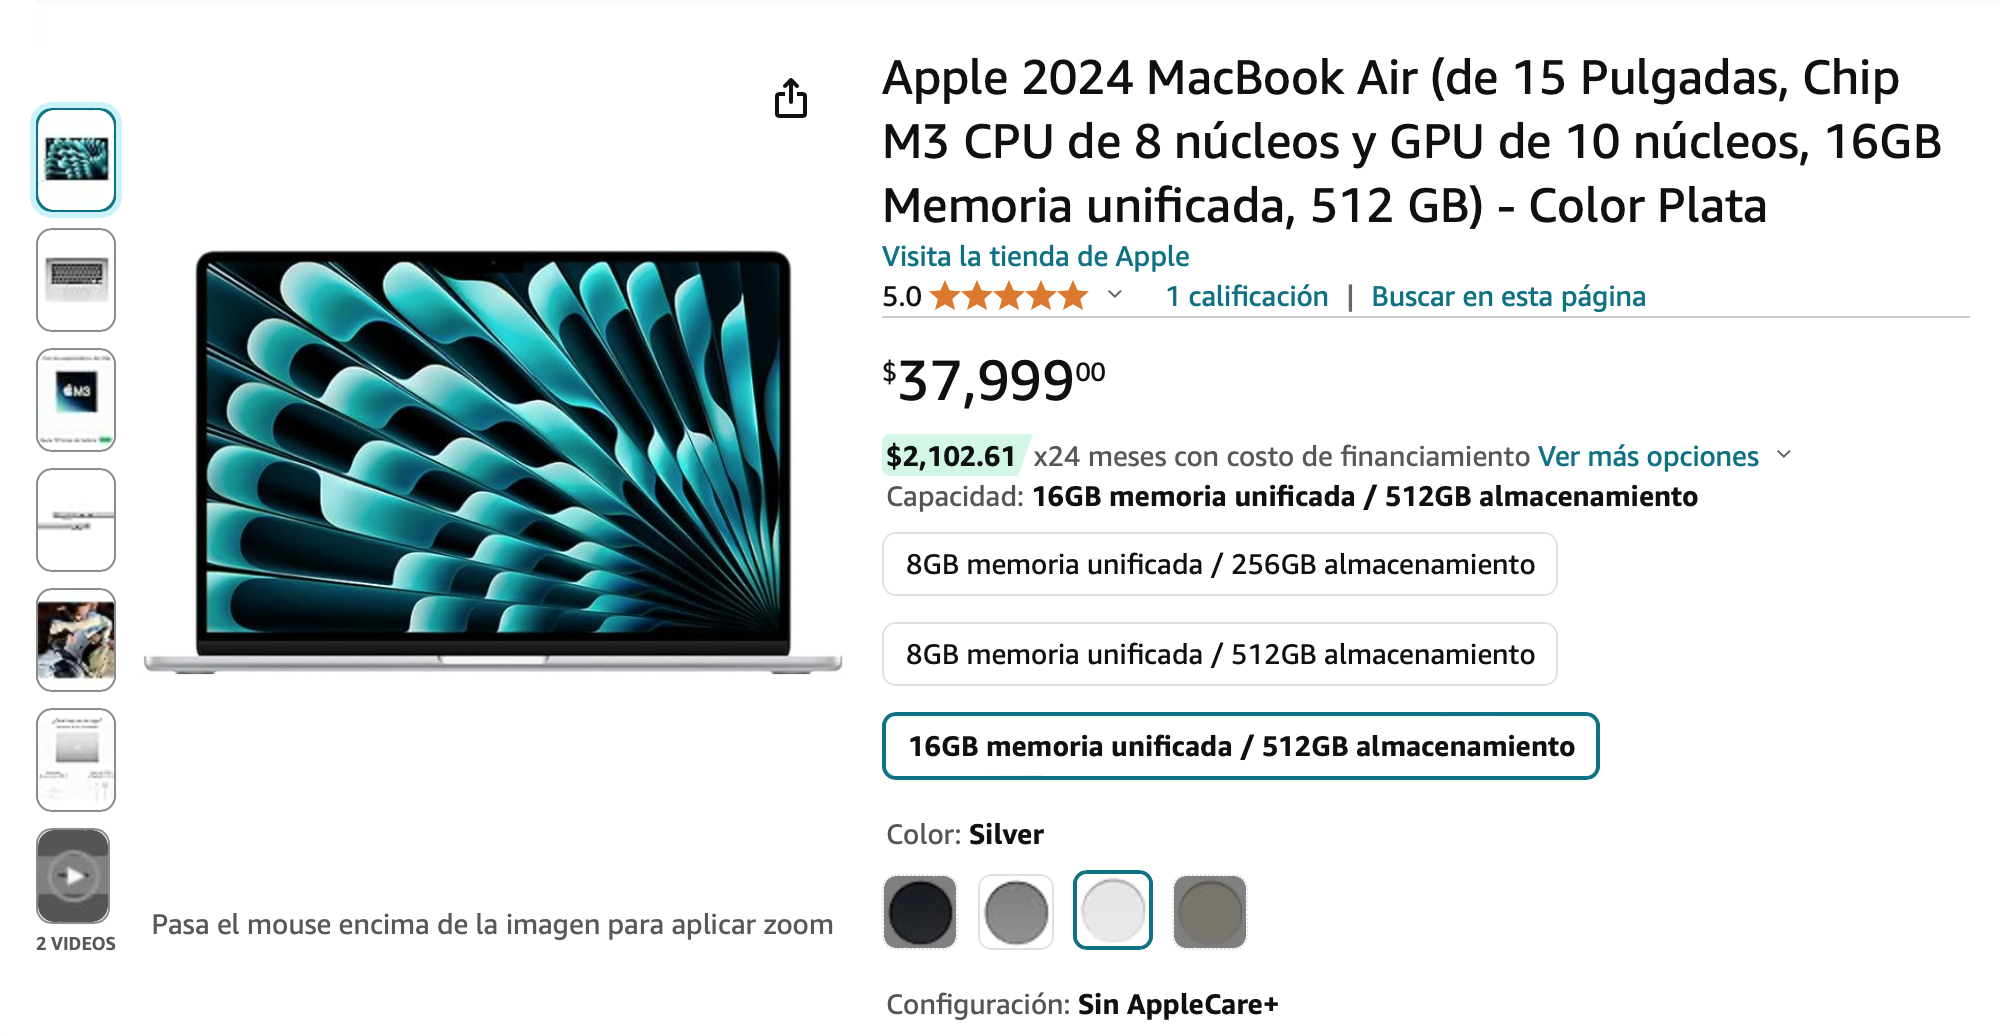 Apple 2024 MacBook Air (de 15 Pulgadas, Chip
M3 CPU de 8 núcleos y GPU de 10 núcleos, 16GB
Memoria unificada, 512 GB) - Color Plata
Visita la tienda de Apple
5.0
1 calificación | Buscar en esta página
$37,99900
$2,102.61 x24 meses con costo de financiamiento Ver más opciones
Capacidad: 16GB memoria unificada / 512GB almacenamiento
8GB memoria unificada / 256GB almacenamiento
8GB memoria unificada / 512GB almacenamiento
16GB memoria unificada / 512GB almacenamiento
Color: Silver
Configuración: Sin AppleCare+
M3
2 VIDEOS
Pasa el mouse encima de la imagen para aplicar zoom